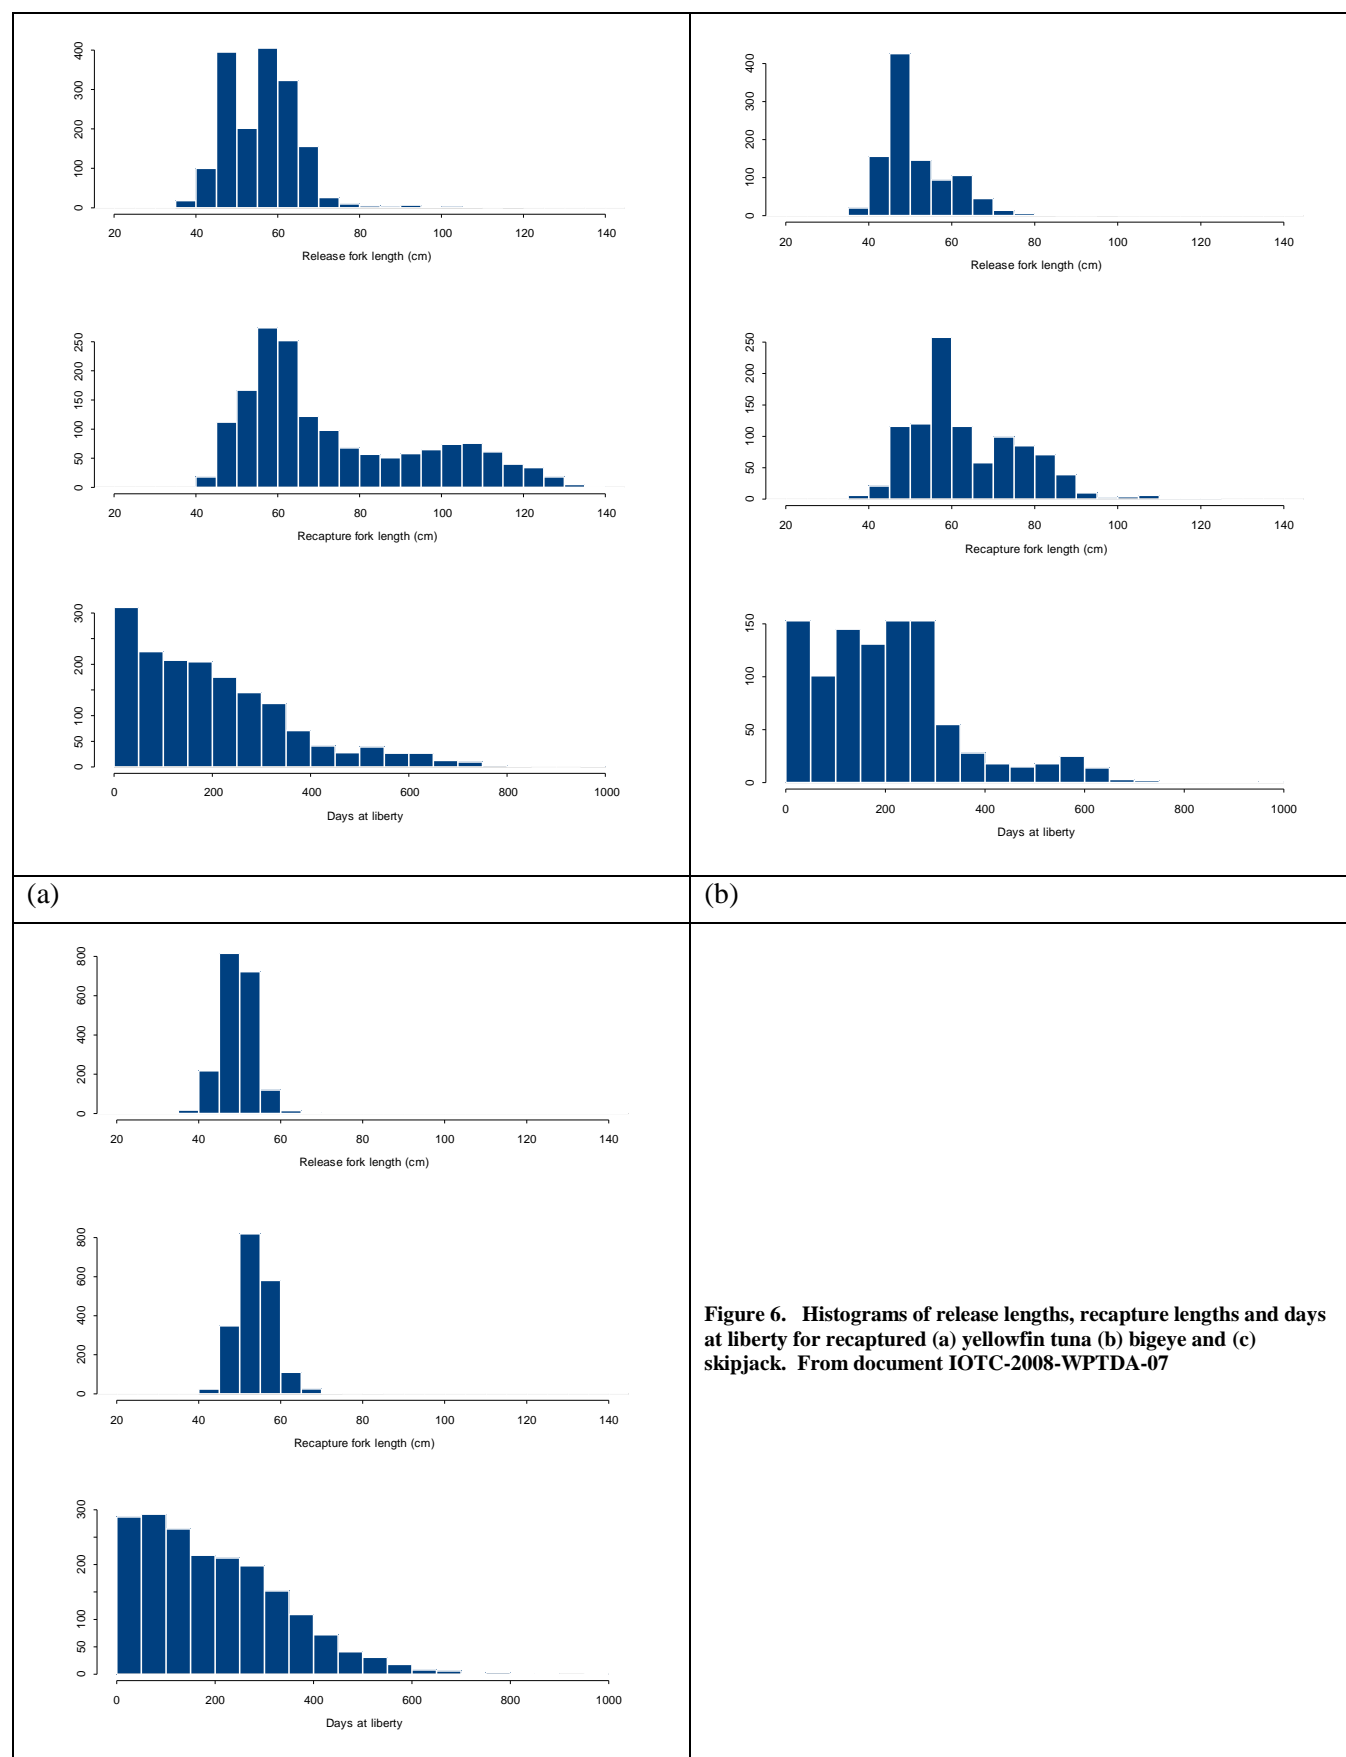 0 100 200 300 400
20 40 60 80 100 120 140
Release fork length (cm)
0 50 100 150 200 250
20 40 60 80 100 120 140
Recapture fork length (cm)
0 50 100 200 300
0 200 400 600 800 1000
Days at liberty
(a)
0 100 200 300 400
20 40 60 80 100 120 140
Release fork length (cm)
0 50 100 150 200 250
20 40 60 80 100 120 140
Recapture fork length (cm)
0 50 100 150
0 200 400 600 800 1000
Days at liberty
(b)
0 200 400 600 800
20 40 60 80 100 120 140
Release fork length (cm)
0 200 400 600 800
20 40 60 80 100 120 140
Recapture fork length (cm)
0 50 100 200 300
0 200 400 600 800 1000
Days at liberty
Figure 6. Histograms of release lengths, recapture lengths and days
at liberty for recaptured (a) yellowfin tuna (b) bigeye and (c)
skipjack. From document IOTC-2008-WPTDA-07